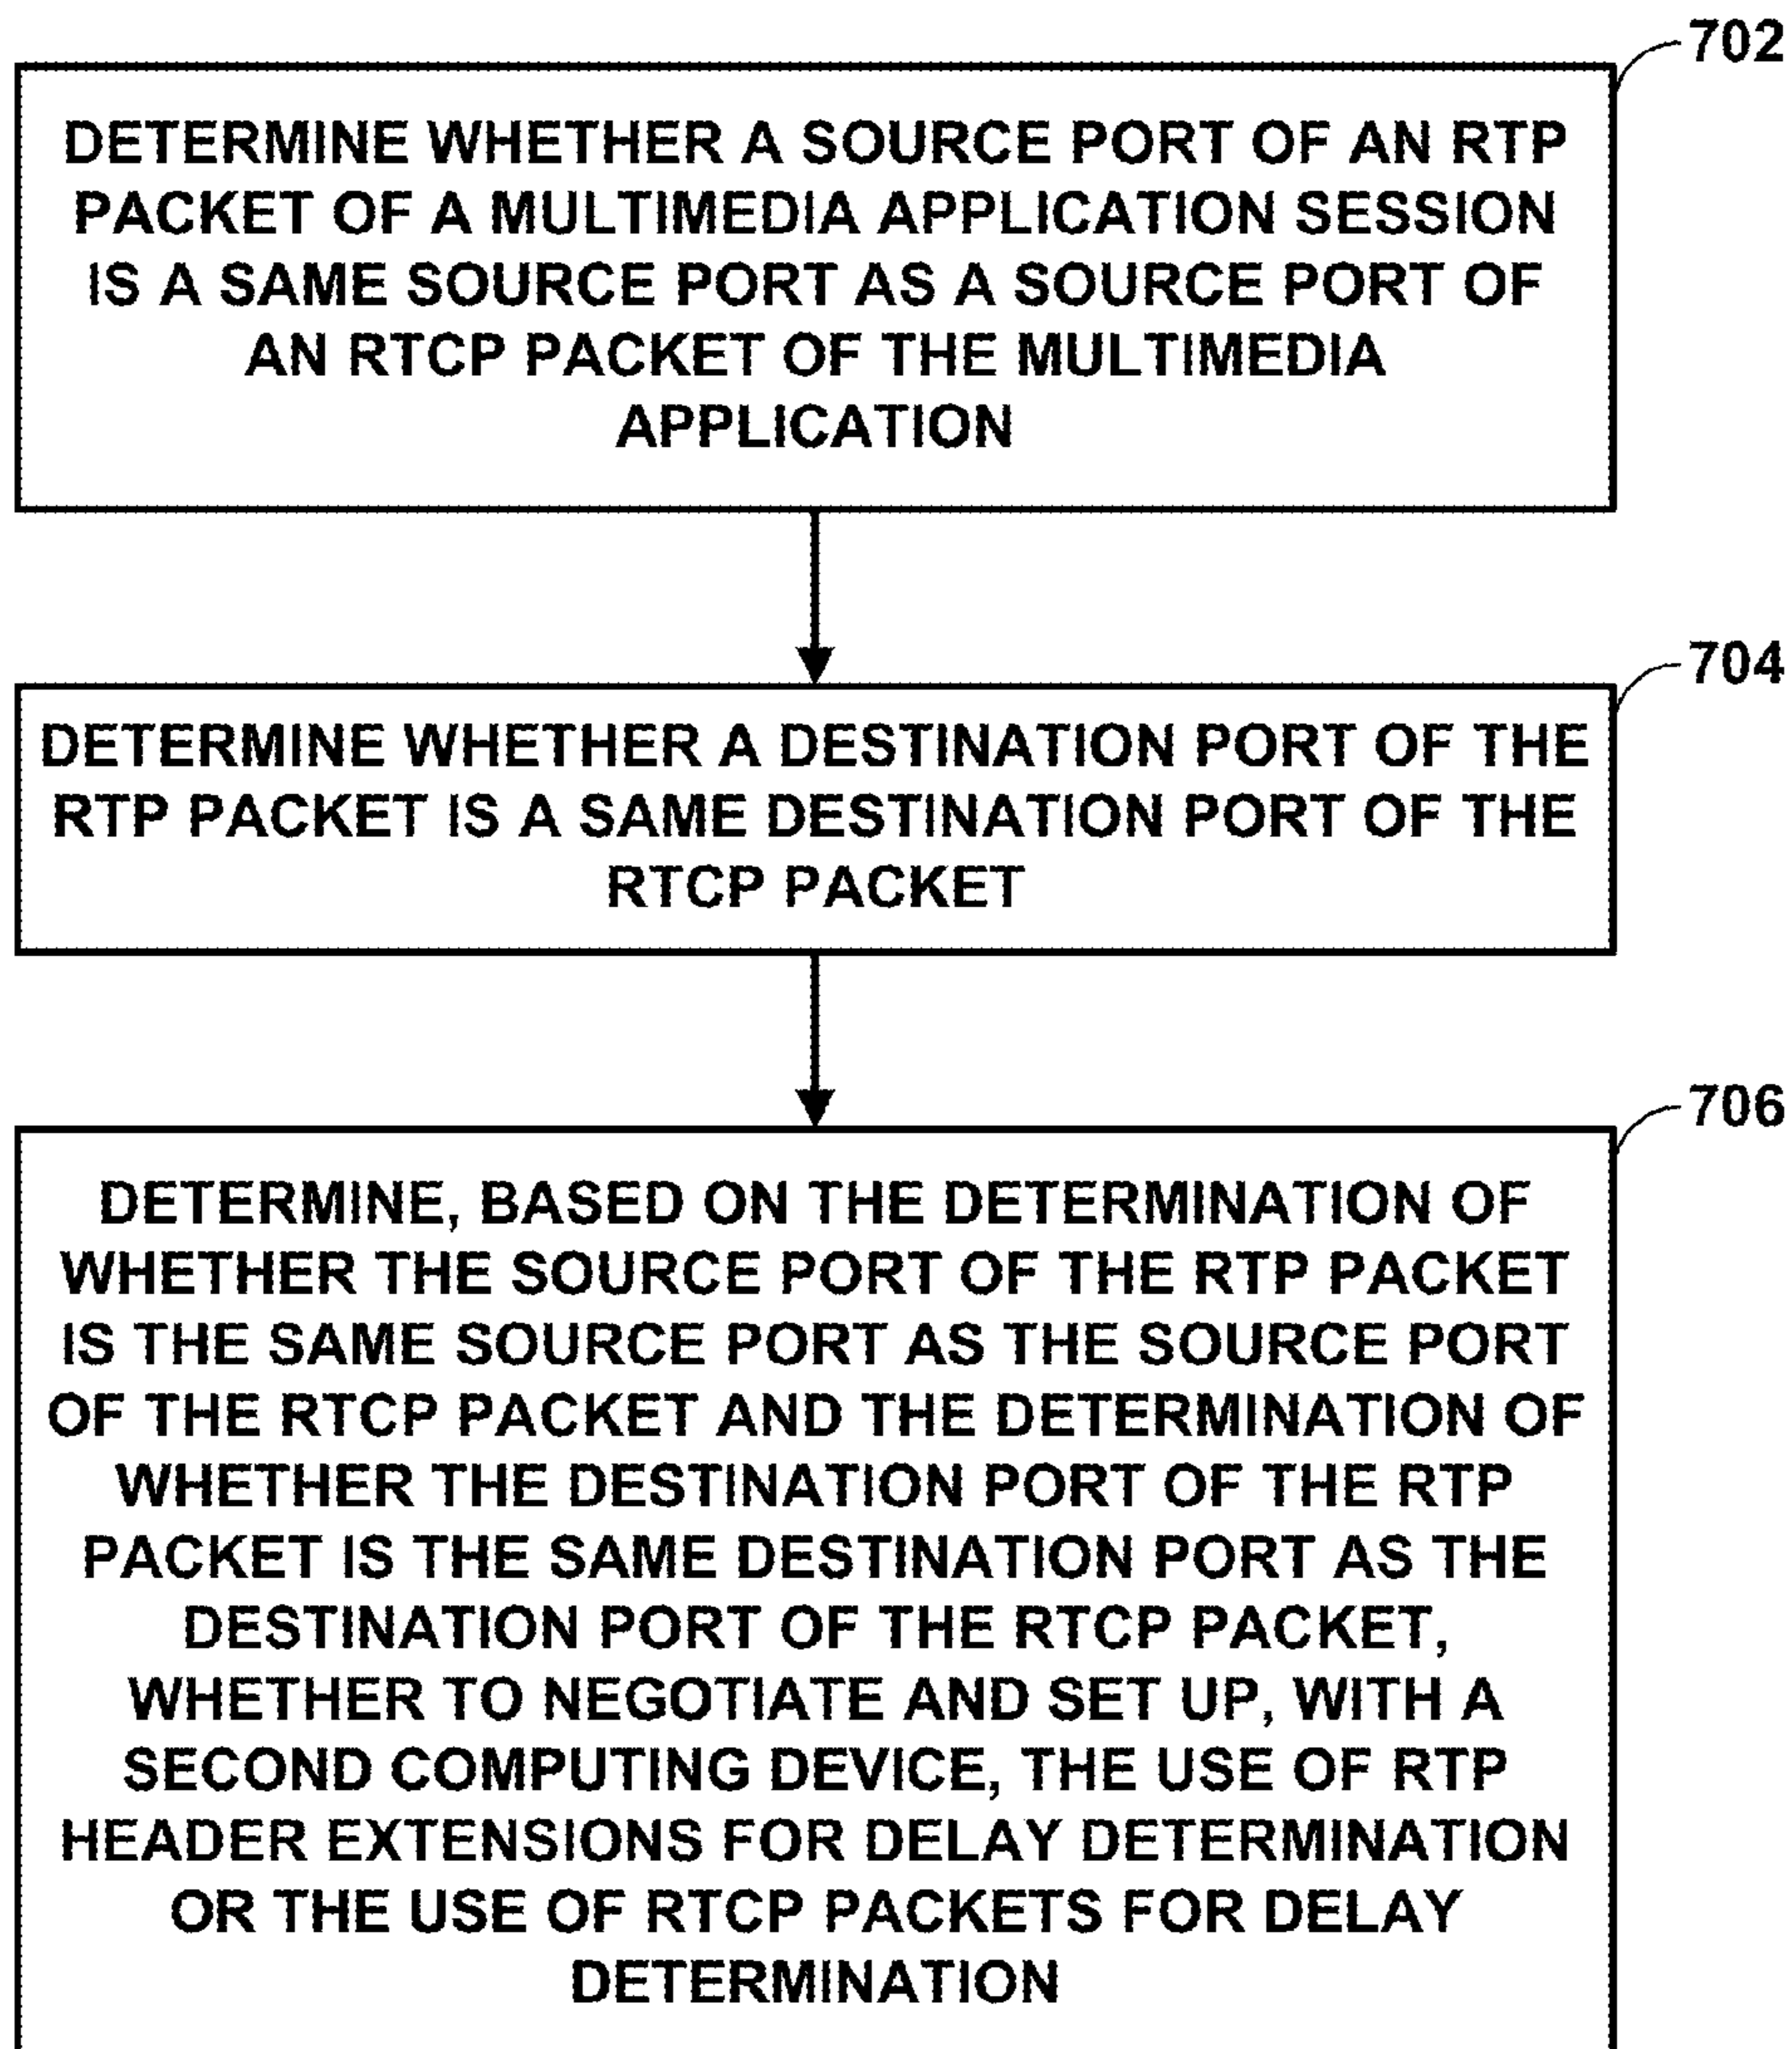 702
DETERMINE WHETHER A SOURCE PORT OF AN RTP
PACKET OF A MULTIMEDIA APPLICATION SESSION
IS A SAME SOURCE PORT AS A SOURCE PORT OF
AN RTCP PACKET OF THE MULTIMEDIA
APPLICATION
704
DETERMINE WHETHER A DESTINATION PORT OF THE
RTP PACKET IS A SAME DESTINATION PORT OF THE
RTCP PACKET
706
DETERMINE, BASED ON THE DETERMINATION OF
WHETHER THE SOURCE PORT OF THE RTP PACKET
IS THE SAME SOURCE PORT AS THE SOURCE PORT
OF THE RTCP PACKET AND THE DETERMINATION OF
WHETHER THE DESTINATION PORT OF THE RTP
PACKET IS THE SAME DESTINATION PORT AS THE
DESTINATION PORT OF THE RTCP PACKET,
WHETHER TO NEGOTIATE AND SET UP, WITH A
SECOND COMPUTING DEVICE, THE USE OF RTP
HEADER EXTENSIONS FOR DELAY DETERMINATION
OR THE USE OF RTCP PACKETS FOR DELAY
DETERMINATION